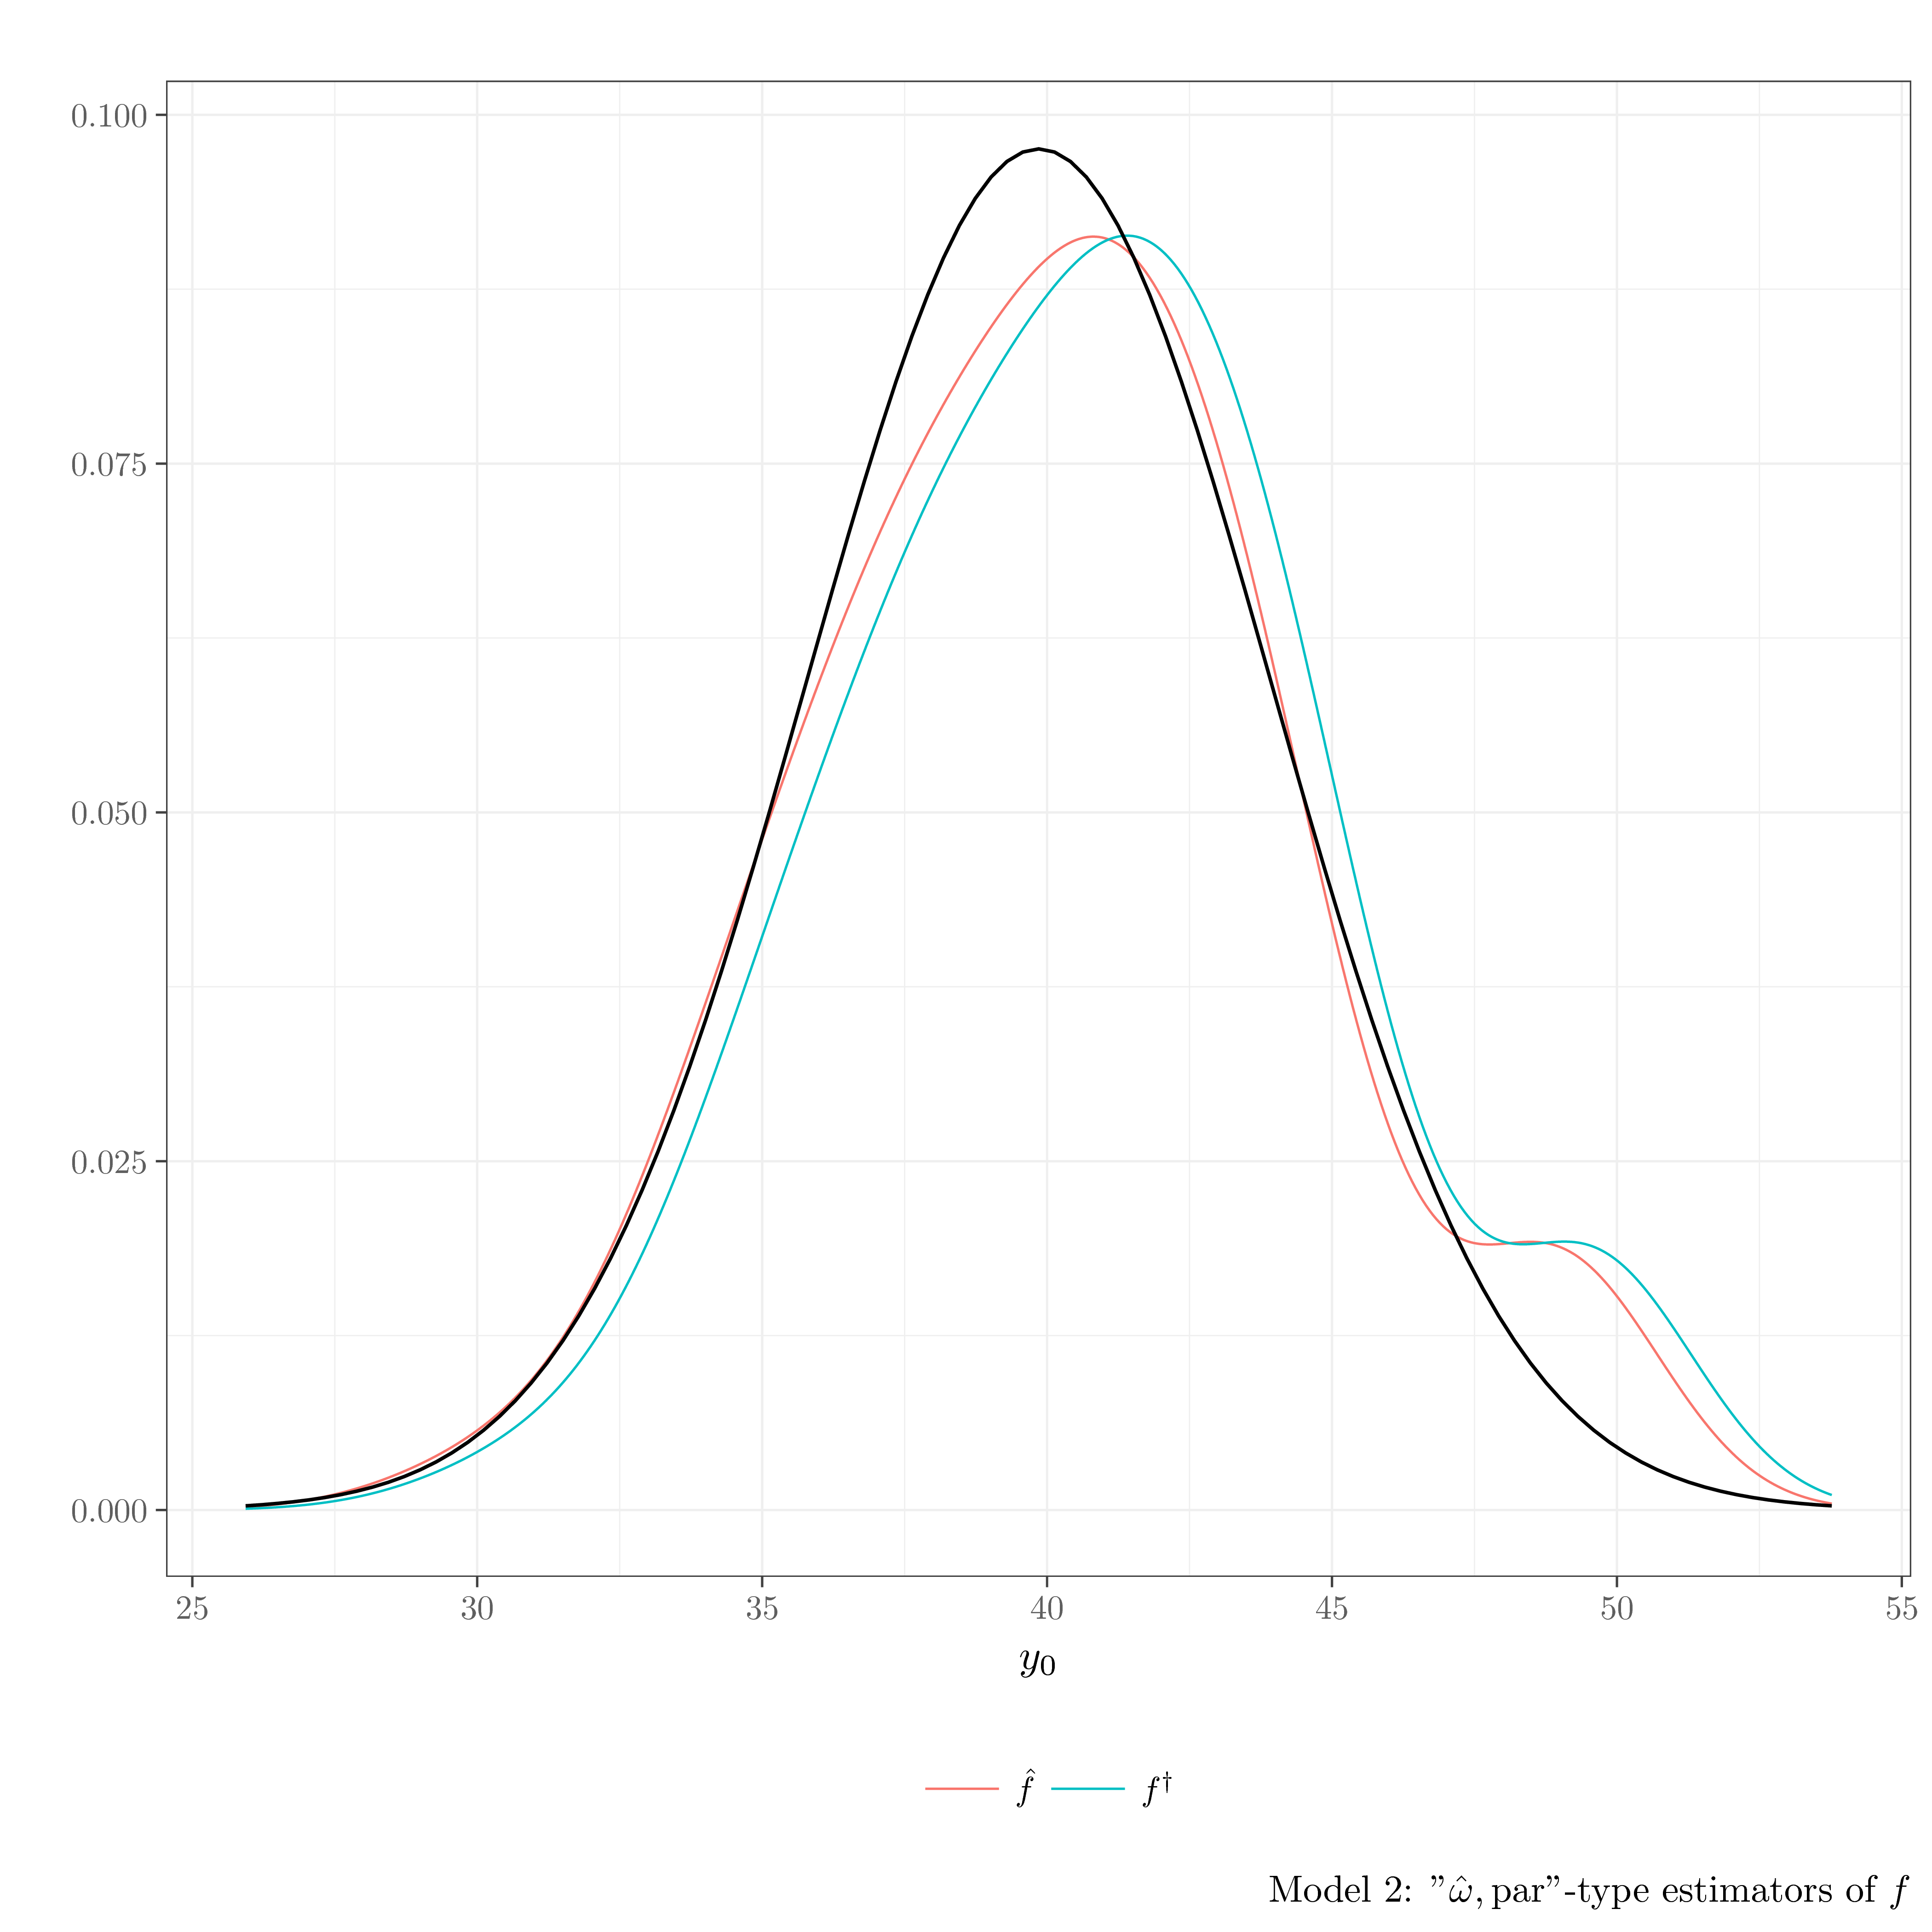 0.100
0.075
0.050
0.025
0.000
25 30 35 40 45 50 55
y₀
f̂ f†
Model 2: ”ω̂, par”-type estimators of f